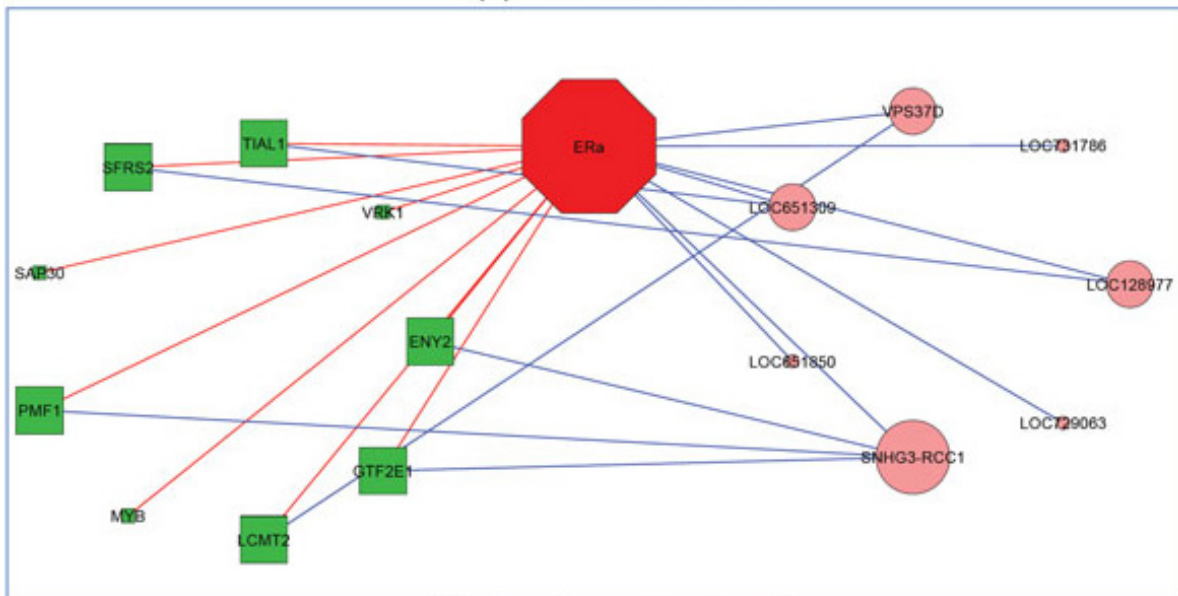 VPS37D
TIAL1
ERa
LOC731786
SFRS2
VRK1
LOC651309
SAP30
LOC128977
ENY2
LOC651850
PMF1
LOC729063
SNHG3-RCC1
GTF2E1
MYB
LCMT2